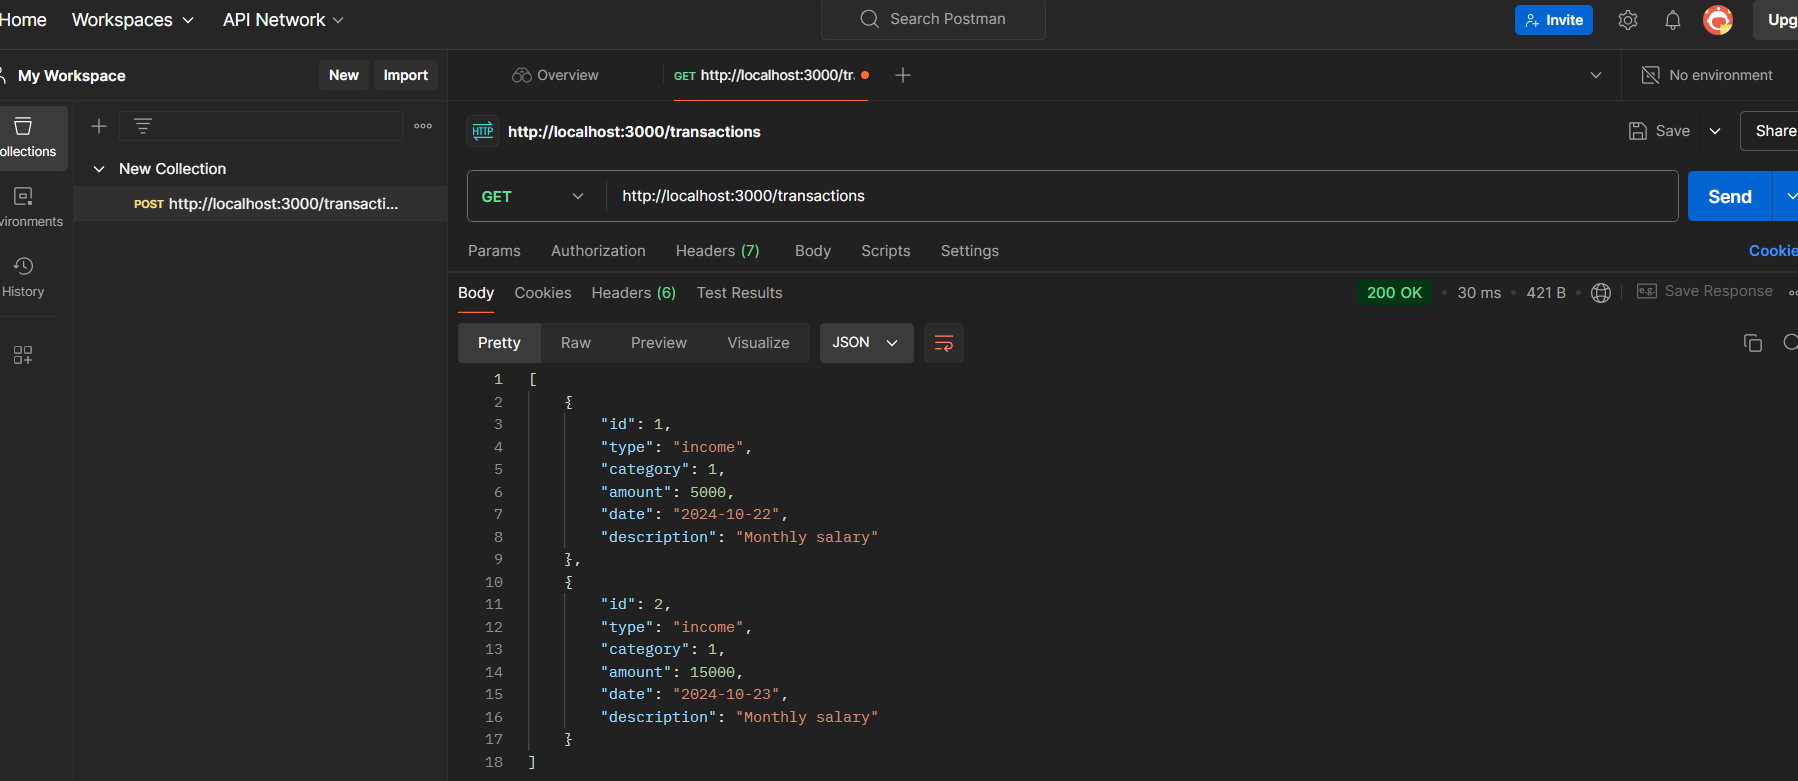 Home Workspaces API Network Search Postman Invite Upg
My Workspace New Import Overview GET http://localhost:3000/tr. No environment
ollections
HTTP http://localhost:3000/transactions Save Share
New Collection
POST http://localhost:3000/transacti...
GET http://localhost:3000/transactions Send
vironments
History
Params Authorization Headers (7) Body Scripts Settings Cookie
Body Cookies Headers (6) Test Results 200 OK • 30 ms • 421 B • e.g. Save Response
Pretty Raw Preview Visualize JSON
1 [
2 {
3 "id": 1,
4 "type": "income",
5 "category": 1,
6 "amount": 5000,
7 "date": "2024-10-22",
8 "description": "Monthly salary"
9 },
10 {
11 "id": 2,
12 "type": "income",
13 "category": 1,
14 "amount": 15000,
15 "date": "2024-10-23",
16 "description": "Monthly salary"
17 }
18 ]